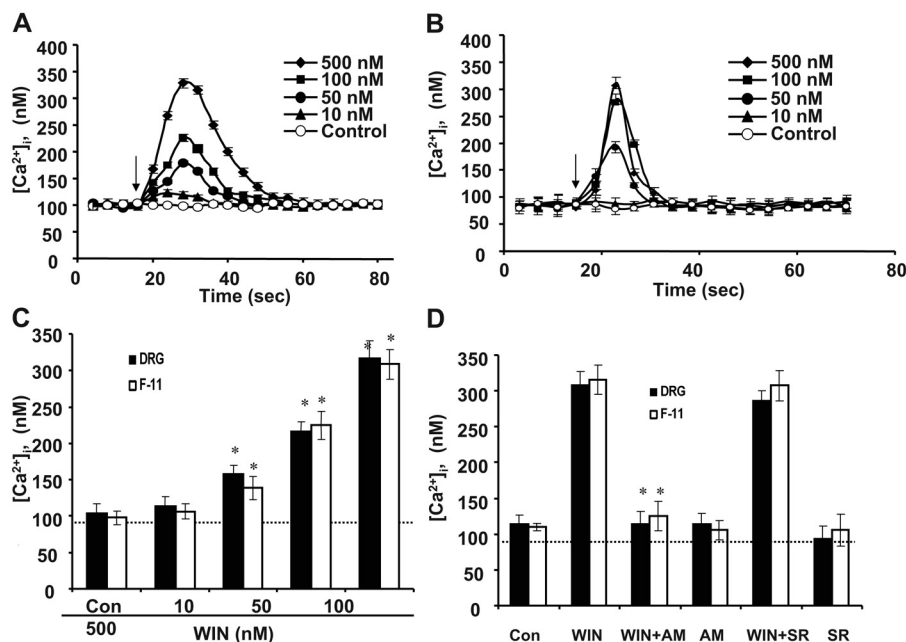 A
[Ca²⁺]i, (nM)
400
350
300
250
200
150
100
50
0
0 20 40 60 80
Time (sec)
500 nM
100 nM
50 nM
10 nM
Control
B
[Ca²⁺]i, (nM)
400
350
300
250
200
150
100
50
0
0 20 40 60 80
Time (sec)
500 nM
100 nM
50 nM
10 nM
Control
C
[Ca²⁺]i, (nM)
350
300
250
200
150
100
50
0
DRG
F-11
* * * * * *
Con 10 50 100
500 WIN (nM)
D
[Ca²⁺]i, (nM)
350
300
250
200
150
100
50
0
DRG
F-11
* *
Con WIN WIN+AM AM WIN+SR SR